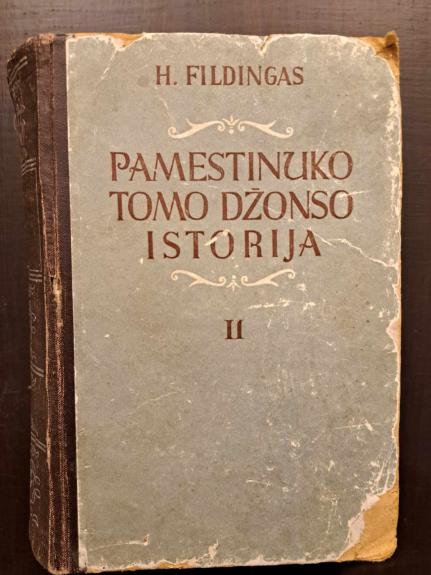 H. FILDINGAS
PAMESTINUKO
TOMO DŽONSO
ISTORIJA
II